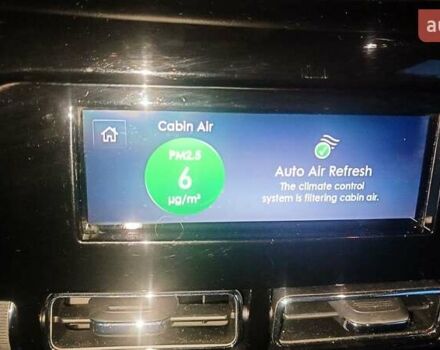 Cabin Air
PM2.5
6
µg/m³
Auto Air Refresh
The climate control
system is filtering cabin air.